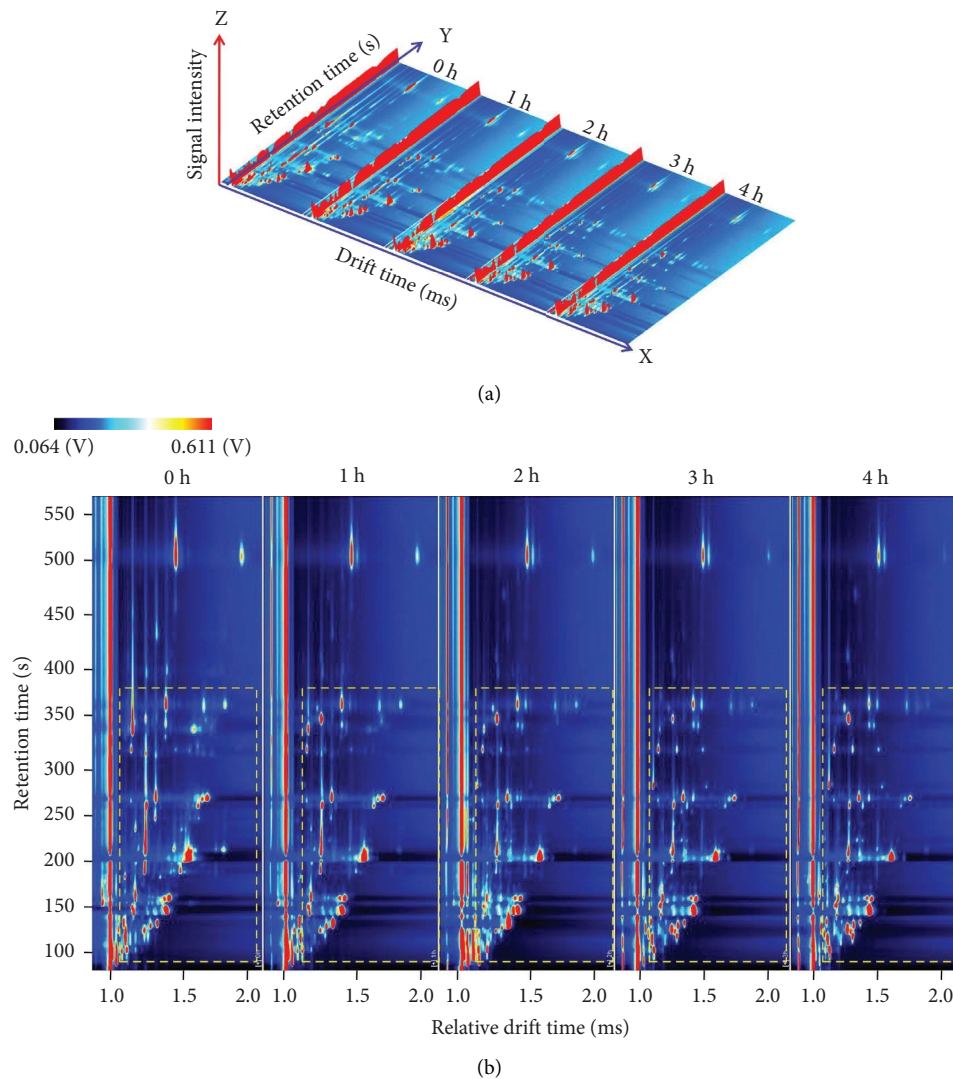 Z
Y
Signal intensity
Retention time (s)
0 h
1 h
2 h
3 h
4 h
Drift time (ms)
X
(a)
0.064 (V) 0.611 (V)
0 h 1 h 2 h 3 h 4 h
Retention time (s)
550
500
450
400
350
300
250
200
150
100
1.0 1.5 2.0 1.0 1.5 2.0 1.0 1.5 2.0 1.0 1.5 2.0 1.0 1.5 2.0
Relative drift time (ms)
(b)